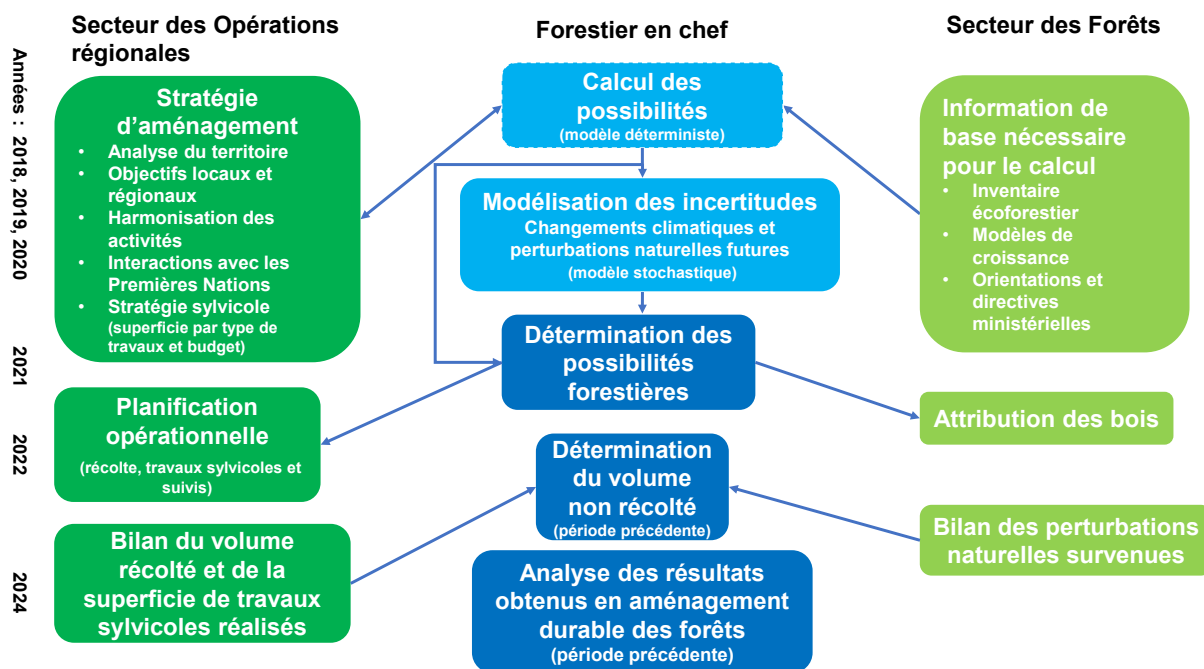 Secteur des Opérations
régionales
Forestier en chef
Secteur des Forêts
Années : 2018, 2019, 2020
2021
2022
2024
Stratégie
d'aménagement
• Analyse du territoire
• Objectifs locaux et
régionaux
• Harmonisation des
activités
• Interactions avec les
Premières Nations
• Stratégie sylvicole
(superficie par type de
travaux et budget)
Planification
opérationnelle
(récolte, travaux sylvicoles et
suivis)
Bilan du volume
récolté et de la
superficie de travaux
sylvicoles réalisés
Calcul des
possibilités
(modèle déterministe)
Modélisation des incertitudes
Changements climatiques et
perturbations naturelles futures
(modèle stochastique)
Détermination des
possibilités
forestières
Détermination
du volume
non récolté
(période précédente)
Analyse des résultats
obtenus en aménagement
durable des forêts
(période précédente)
Information de
base nécessaire
pour le calcul
• Inventaire
écoforestier
• Modèles de
croissance
• Orientations et
directives
ministérielles
Attribution des bois
Bilan des perturbations
naturelles survenues